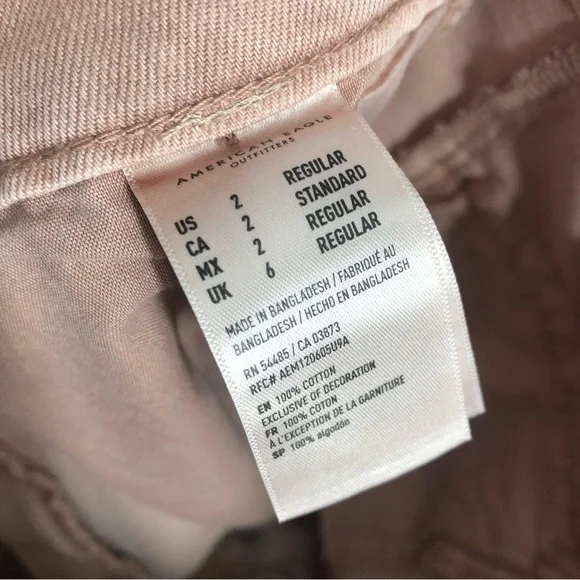 AMERICAN EAGLE
OUTFITTERS
US 2 REGULAR
CA 2 STANDARD
MX 2 REGULAR
UK 6 REGULAR
MADE IN BANGLADESH / FABRIQUÉ AU
BANGLADESH / HECHO EN BANGLADESH
RN 54485 / CA 03873
RFC# AEM120605U9A
EN 100% COTTON
EXCLUSIVE OF DECORATION
FR 100% COTON
À L'EXCEPTION DE LA GARNITURE
SP 100% algodón